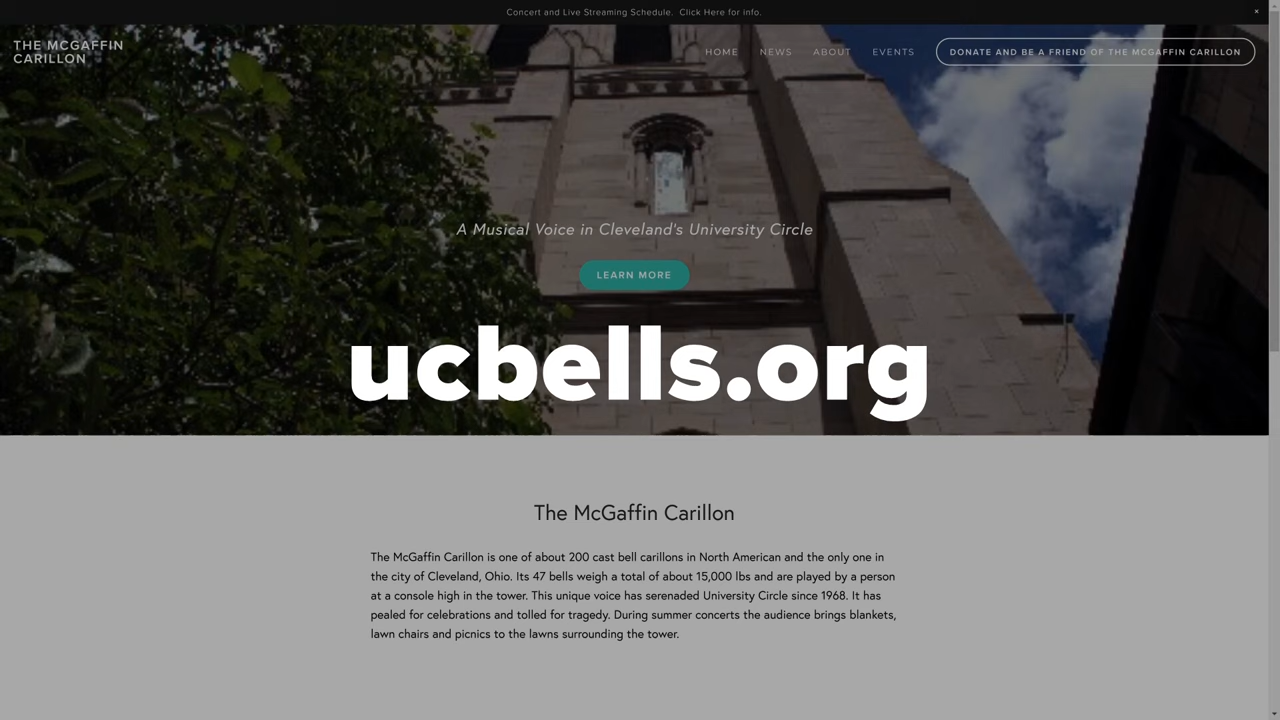 Concert and Live Streaming Schedule. Click Here for info.
×
THE MCGAFFIN
CARILLON
HOME NEWS ABOUT EVENTS DONATE AND BE A FRIEND OF THE MCGAFFIN CARILLON
A Musical Voice in Cleveland's University Circle
LEARN MORE
ucbells.org
The McGaffin Carillon
The McGaffin Carillon is one of about 200 cast bell carillons in North American and the only one in
the city of Cleveland, Ohio. Its 47 bells weigh a total of about 15,000 lbs and are played by a person
at a console high in the tower. This unique voice has serenaded University Circle since 1968. It has
pealed for celebrations and tolled for tragedy. During summer concerts the audience brings blankets,
lawn chairs and picnics to the lawns surrounding the tower.